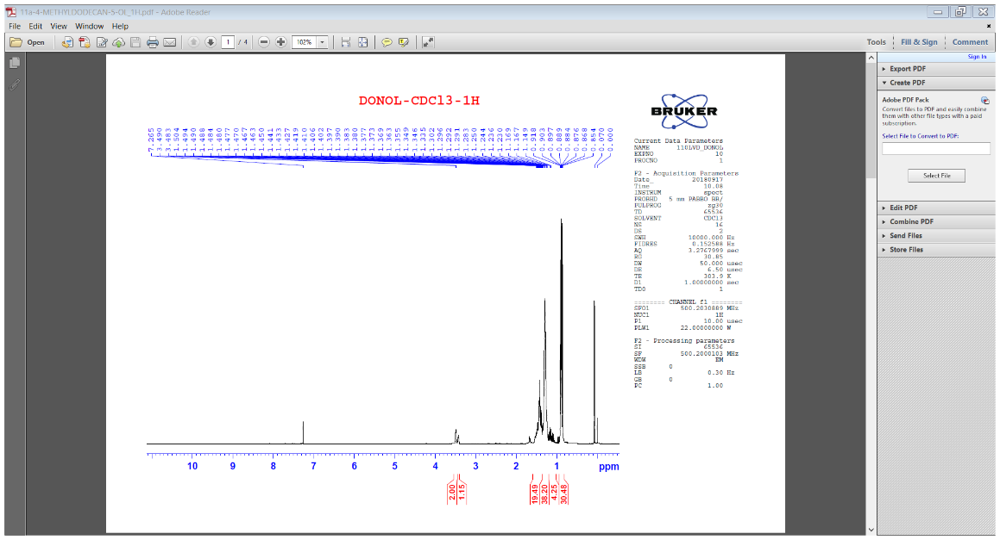 11a-4-METHYLDODECAN-5-OL_1H.pdf - Adobe Reader
File Edit View Window Help
Open 1 / 4 102% Tools Fill & Sign Comment
Sign In
Export PDF
Create PDF
Adobe PDF Pack
Convert files to PDF and easily combine
them with other file types with a paid
subscription.
Select File to Convert to PDF:
Select File
Edit PDF
Combine PDF
Send Files
Store Files
DONOL-CDCl3-1H
7.265
3.490
3.483
1.504
1.494
1.490
1.488
1.484
1.480
1.477
1.470
1.467
1.463
1.450
1.441
1.433
1.427
1.419
1.410
1.406
1.402
1.397
1.390
1.383
1.380
1.377
1.373
1.369
1.363
1.355
1.349
1.346
1.335
1.302
1.296
1.292
1.291
1.283
1.250
1.244
1.236
1.230
1.169
1.167
1.149
0.918
0.903
0.897
0.889
0.884
0.876
0.868
0.854
0.070
0.000
BRUKER
Current Data Parameters
NAME 110LVD_DONOL
EXPNO 10
PROCNO 1
F2 - Acquisition Parameters
Date_ 20180917
Time 10.08
INSTRUM spect
PROBHD 5 mm PABBO BB/
PULPROG zg30
TD 65536
SOLVENT CDCl3
NS 16
DS 2
SWH 10000.000 Hz
FIDRES 0.152588 Hz
AQ 3.2767999 sec
RG 30.85
DW 50.000 usec
DE 6.50 usec
TE 303.9 K
D1 1.00000000 sec
TD0 1
======== CHANNEL f1 ========
SFO1 500.2030889 MHz
NUC1 1H
P1 10.00 usec
PLW1 22.00000000 W
F2 - Processing parameters
SI 65536
SF 500.2000103 MHz
WDW EM
SSB 0
LB 0.30 Hz
GB 0
PC 1.00
10 9 8 7 6 5 4 3 2 1 ppm
2.00
1.15
19.49
38.20
4.25
30.48